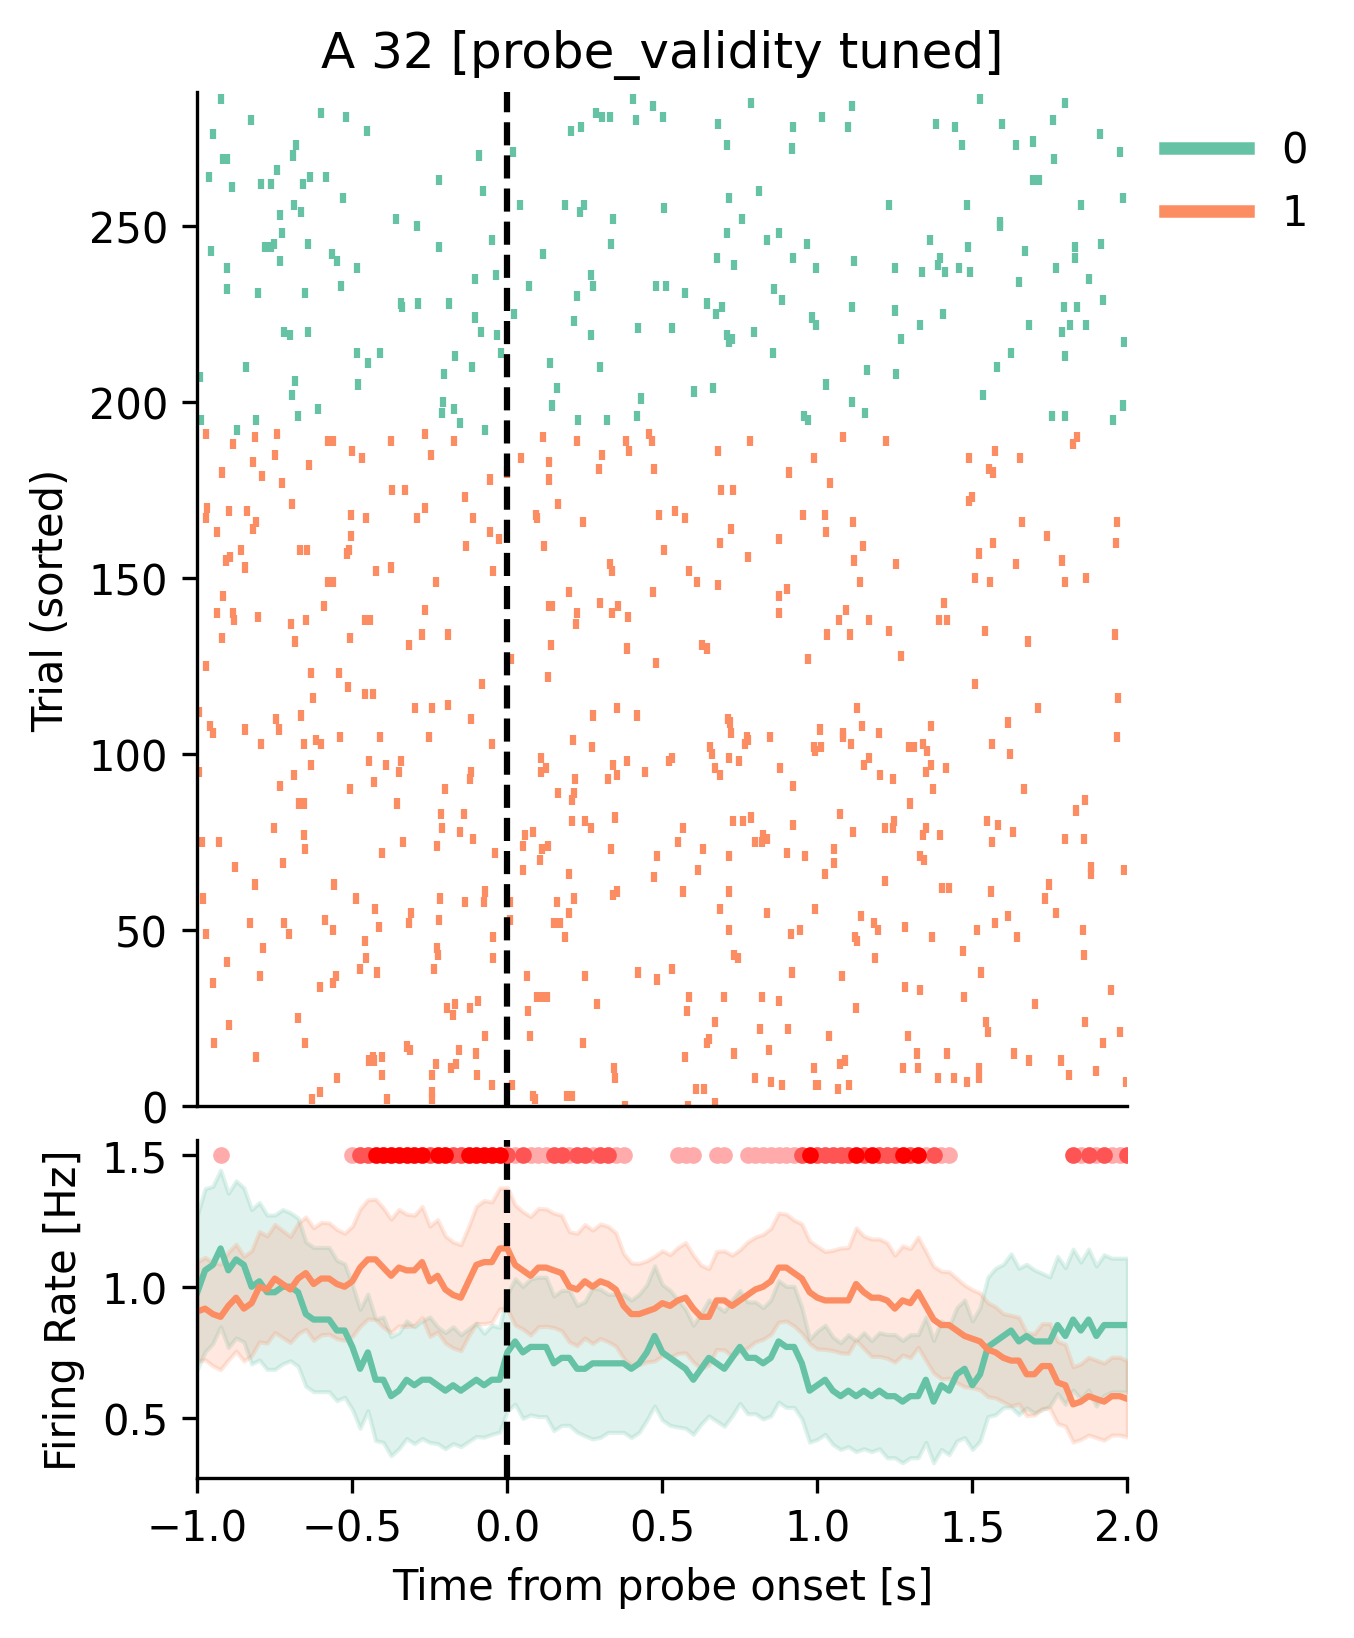 A 32 [probe_validity tuned]
0
1
250
200
150
100
50
0
Trial (sorted)
1.5
1.0
0.5
Firing Rate [Hz]
−1.0 −0.5 0.0 0.5 1.0 1.5 2.0
Time from probe onset [s]